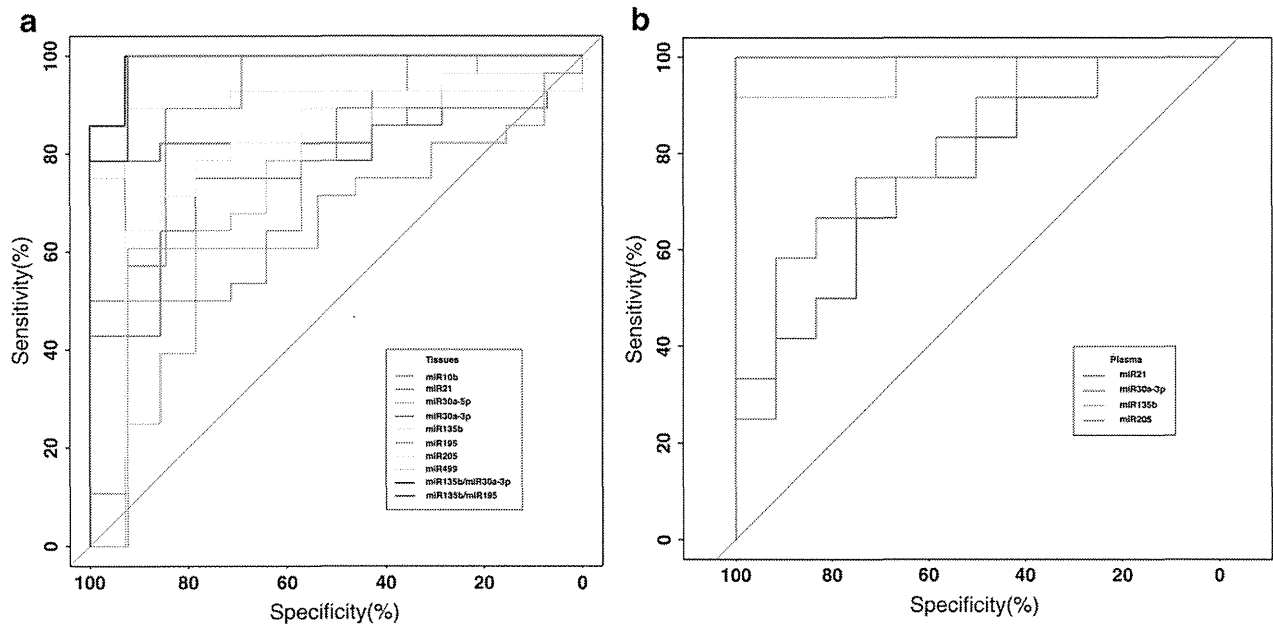 a
100
80
60
40
20
0
Sensitivity(%)
100 80 60 40 20 0
Specificity(%)
Tissues
miR10b
miR21
miR30a-5p
miR30a-3p
miR135b
miR195
miR205
miR499
miR135b/miR30a-3p
miR135b/miR195
b
100
80
60
40
20
0
Sensitivity(%)
100 80 60 40 20 0
Specificity(%)
Plasma
miR21
miR30a-3p
miR135b
miR205